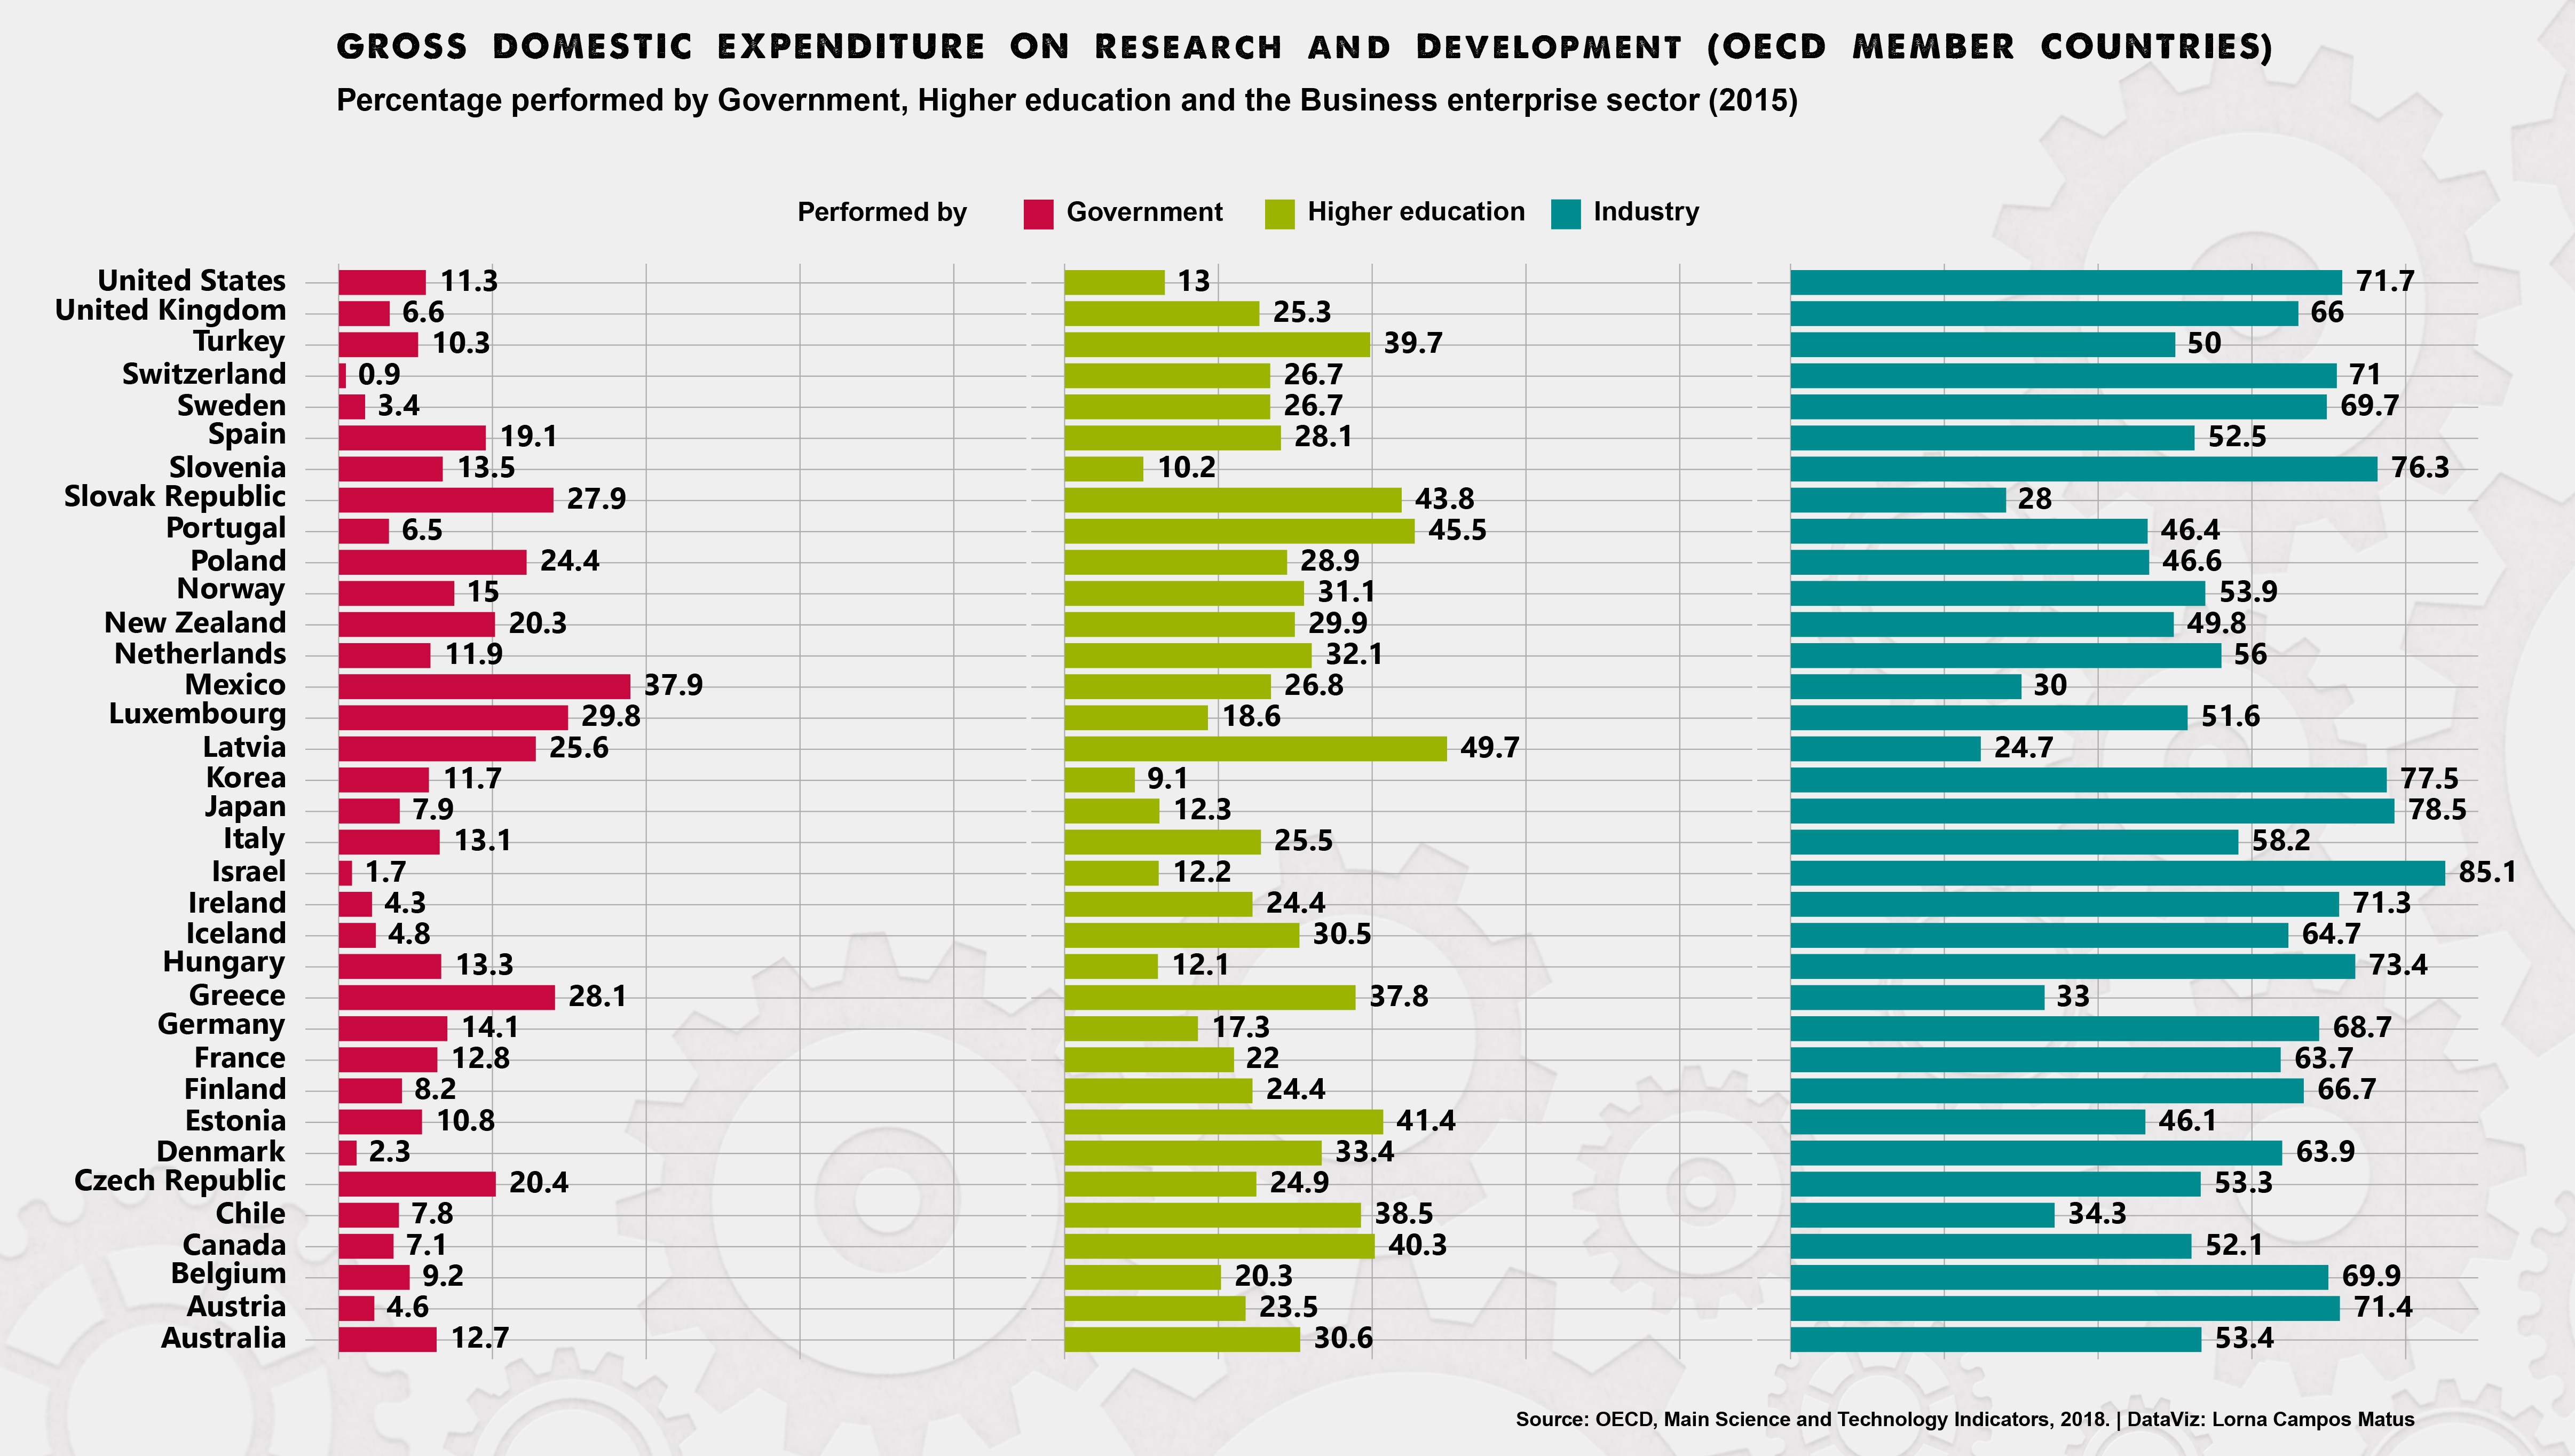 GROSS DOMESTIC EXPENDITURE ON RESEARCH AND DEVELOPMENT (OECD MEMBER COUNTRIES)
Percentage performed by Government, Higher education and the Business enterprise sector (2015)
Performed by Government Higher education Industry
United States 11.3 13 71.7
United Kingdom 6.6 25.3 66
Turkey 10.3 39.7 50
Switzerland 0.9 26.7 71
Sweden 3.4 26.7 69.7
Spain 19.1 28.1 52.5
Slovenia 13.5 10.2 76.3
Slovak Republic 27.9 43.8 28
Portugal 6.5 45.5 46.4
Poland 24.4 28.9 46.6
Norway 15 31.1 53.9
New Zealand 20.3 29.9 49.8
Netherlands 11.9 32.1 56
Mexico 37.9 26.8 30
Luxembourg 29.8 18.6 51.6
Latvia 25.6 49.7 24.7
Korea 11.7 9.1 77.5
Japan 7.9 12.3 78.5
Italy 13.1 25.5 58.2
Israel 1.7 12.2 85.1
Ireland 4.3 24.4 71.3
Iceland 4.8 30.5 64.7
Hungary 13.3 12.1 73.4
Greece 28.1 37.8 33
Germany 14.1 17.3 68.7
France 12.8 22 63.7
Finland 8.2 24.4 66.7
Estonia 10.8 41.4 46.1
Denmark 2.3 33.4 63.9
Czech Republic 20.4 24.9 53.3
Chile 7.8 38.5 34.3
Canada 7.1 40.3 52.1
Belgium 9.2 20.3 69.9
Austria 4.6 23.5 71.4
Australia 12.7 30.6 53.4
Source: OECD, Main Science and Technology Indicators, 2018. | DataViz: Lorna Campos Matus